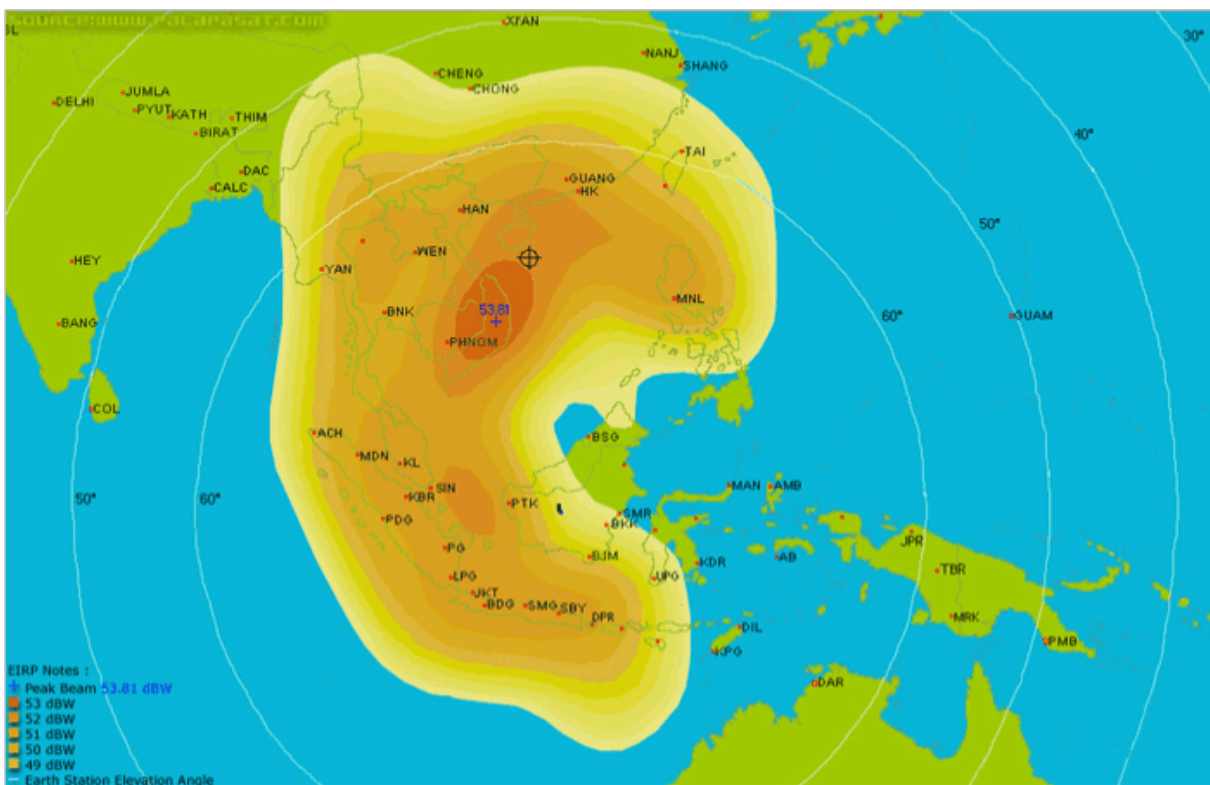 SOURCE:WWW.PALAPASAT.COM
XI'AN
30°
NANJ
SHANG
CHENG
CHONG
JUMLA
DELHI
PYUT
KATH
THIM
BIRAT
40°
TAI
DAC
GUANG
CALC
HK
HAN
50°
WEN
HEY
YAN
MNL
53.81
BNK
GUAM
60°
BANG
PHNOM
COL
ACH
BSG
MDN
KL
SIN
MAN
AMB
50°
60°
KBR
PTK
PDG
SMR
BKK
JPR
PG
BJM
KDR
AB
TBR
LPG
UPG
JKT
BDG
SMG
SBY
DPR
MRK
DIL
PMB
KPG
EIRP Notes :
Peak Beam 53.81 dBW
DAR
53 dBW
52 dBW
51 dBW
50 dBW
49 dBW
Earth Station Elevation Angle